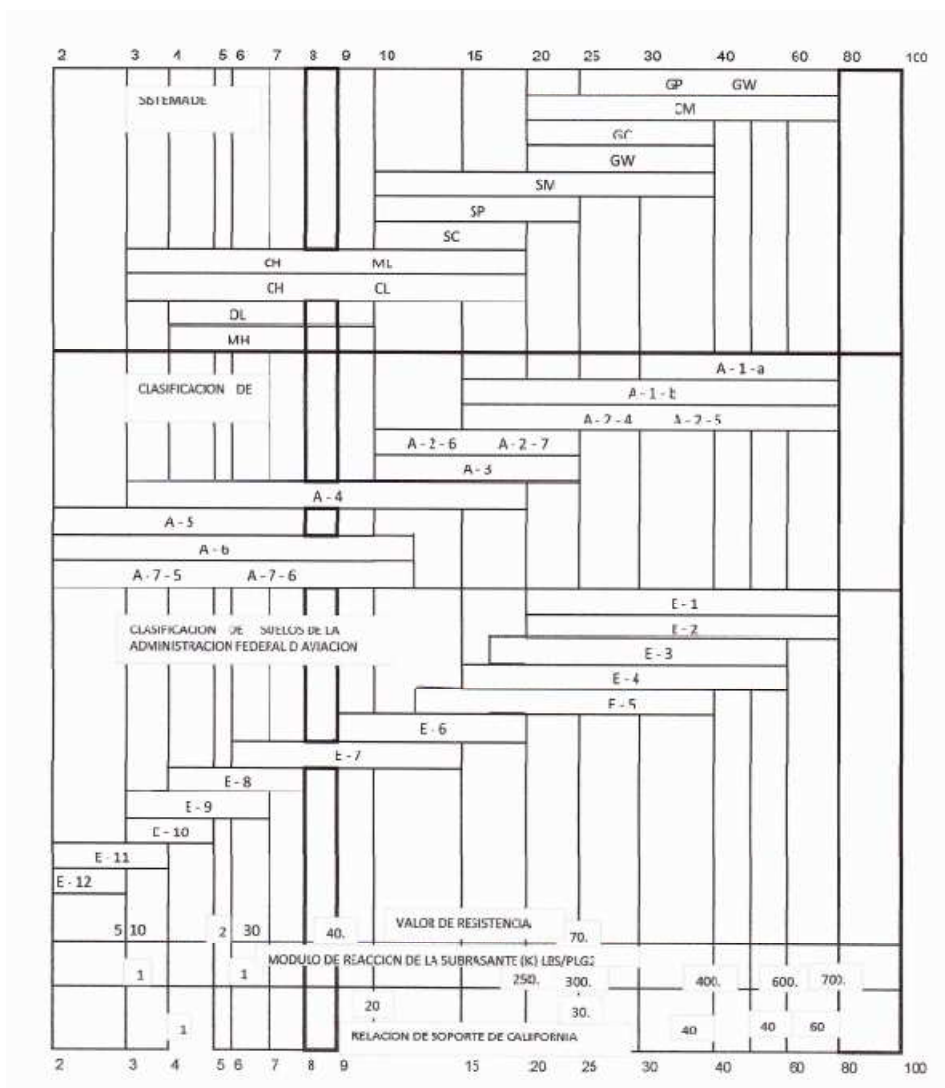 2 3 4 5 6 7 8 9 10 15 20 25 30 40 60 80 100
GP GW
SISTEMA DE
GC
GW
SM
SP
SC
CH ML
CH CL
OL
MH
A - 1 - a
CLASIFICACION DE
A - 1 - b
A - 2 - 4 A - 2 - 5
A - 2 - 6 A - 2 - 7
A - 3
A - 4
A - 5
A - 6
A - 7 - 5 A - 7 - 6
E - 1
CLASIFICACION DE SUELOS DE LA
E - 2
ADMINISTRACION FEDERAL D AVIACION
E - 3
E - 4
E - 5
E - 6
E - 7
E - 8
E - 9
E - 10
E - 11
E - 12
VALOR DE RESISTENCIA
5 10 2 30 40. 70.
MODULO DE REACCION DE LA SUBRASANTE (K) LBS/PLG2
1 1 250. 300. 400. 600. 700.
20 30.
1 40 40 60
RELACION DE SOPORTE DE CALIFORNIA
2 3 4 5 6 7 8 9 15 20 25 30 40 60 80 100